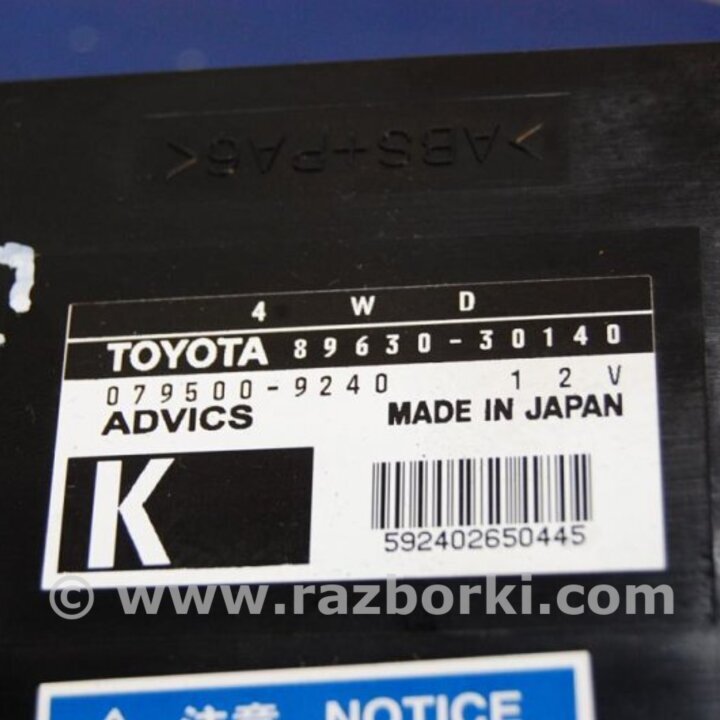 >ABS+PA6<
4 W D
TOYOTA 89630-30140
079500-9240 12V
ADVICS MADE IN JAPAN
K
592402650445
© www.razborki.com
注意 NOTICE